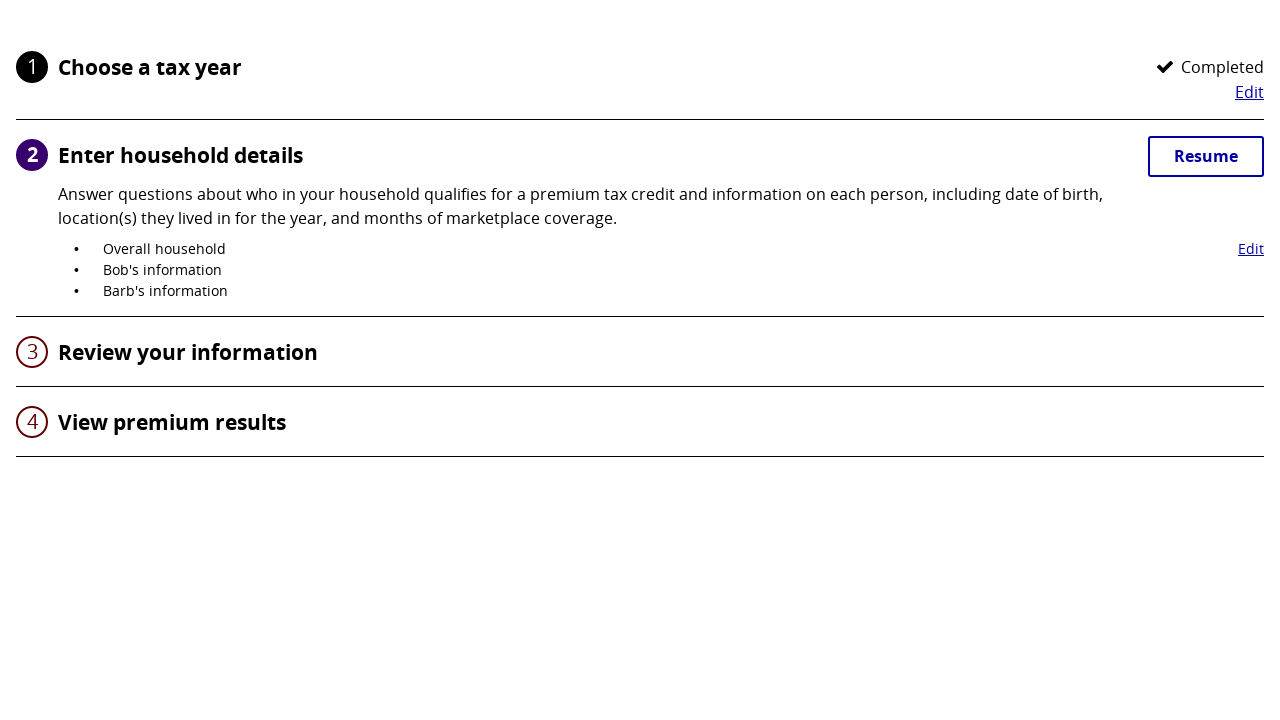 1 Choose a tax year
Completed
Edit
2 Enter household details
Resume
Answer questions about who in your household qualifies for a premium tax credit and information on each person, including date of birth,
location(s) they lived in for the year, and months of marketplace coverage.
• Overall household
Edit
• Bob's information
• Barb's information
3 Review your information
4 View premium results